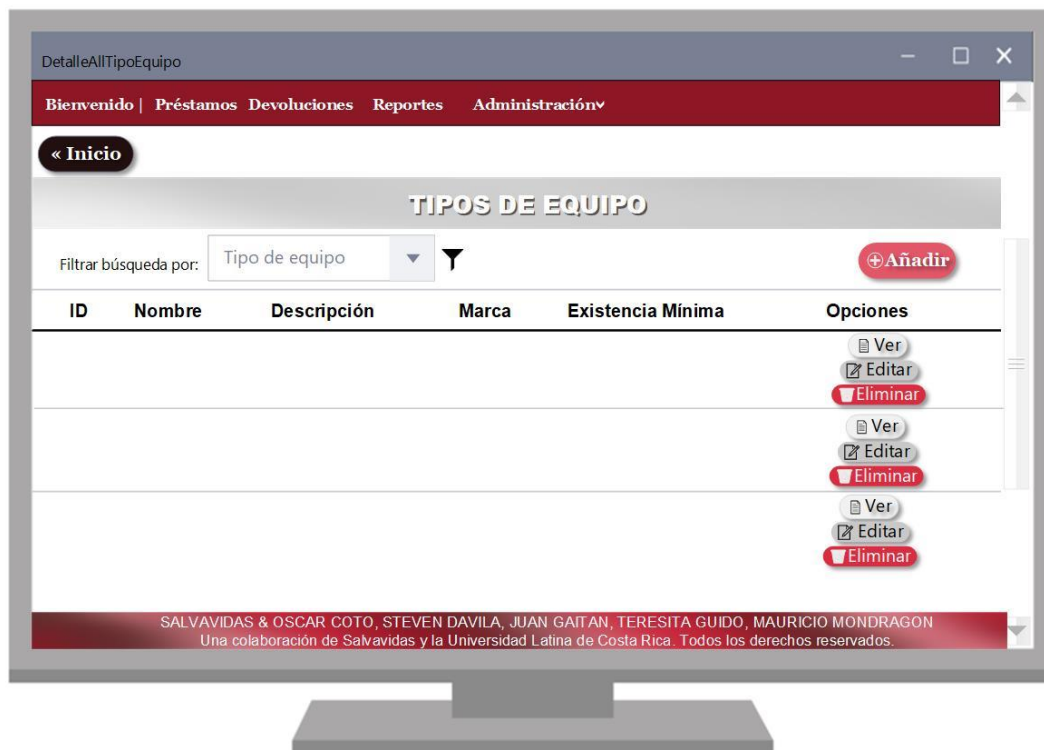 DetalleAllTipoEquipo
Bienvenido | Préstamos Devoluciones Reportes Administración
« Inicio
TIPOS DE EQUIPO
Filtrar búsqueda por: Tipo de equipo Añadir
ID Nombre Descripción Marca Existencia Mínima Opciones
Ver
Editar
Eliminar
Ver
Editar
Eliminar
Ver
Editar
Eliminar
SALVAVIDAS & OSCAR COTO, STEVEN DAVILA, JUAN GAITAN, TERESITA GUIDO, MAURICIO MONDRAGON
Una colaboración de Salvavidas y la Universidad Latina de Costa Rica. Todos los derechos reservados.